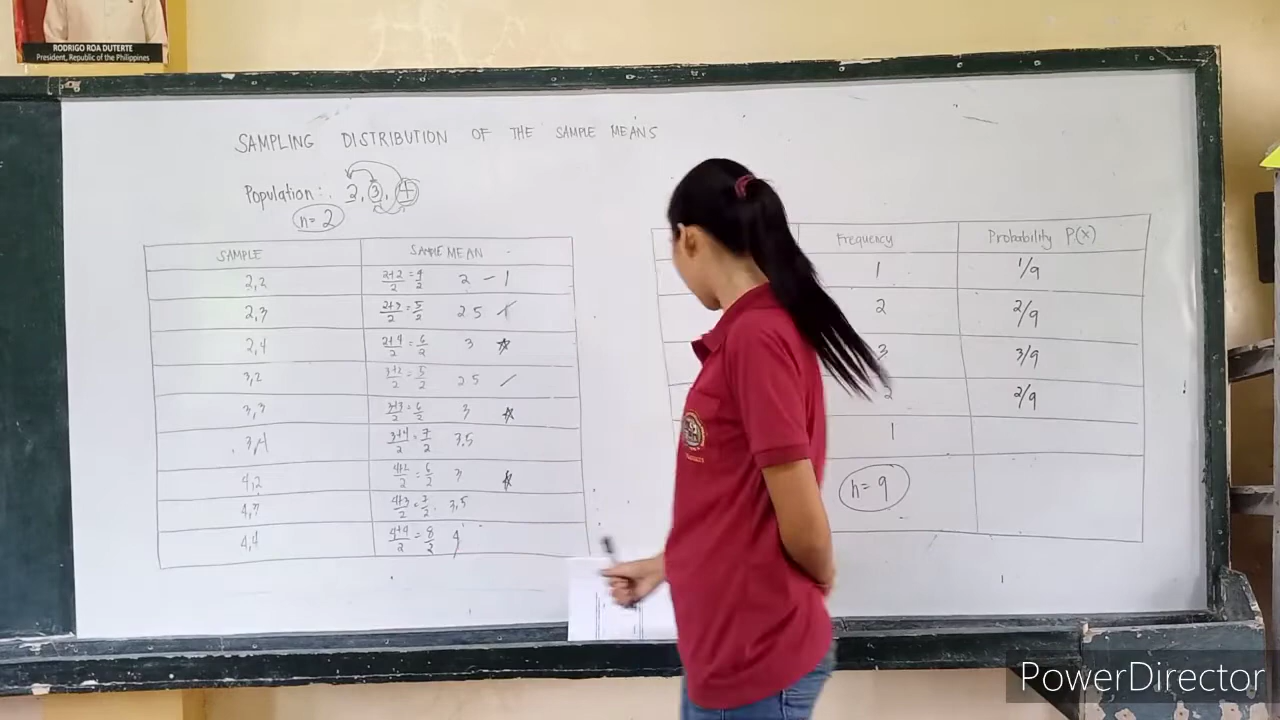 RODRIGO ROA DUTERTE
President, Republic of the Philippines
SAMPLING DISTRIBUTION OF THE SAMPLE MEANS
Population: 2, 3, 4
n=2
SAMPLE SAMPLE MEAN
2,2 2+2/2 = 4/2 2 - 1
2,3 2+3/2 = 5/2 2.5
2,4 2+4/2 = 6/2 3
3,2 3+2/2 = 5/2 2.5
3,3 3+3/2 = 6/2 3
3,4 3+4/2 = 7/2 3.5
4,2 4+2/2 = 6/2 3
4,3 4+3/2 = 7/2 3.5
4,4 4+4/2 = 8/2 4
Frequency Probability P(x)
1 1/9
2 2/9
3 3/9
2 2/9
1
n=9
PowerDirector